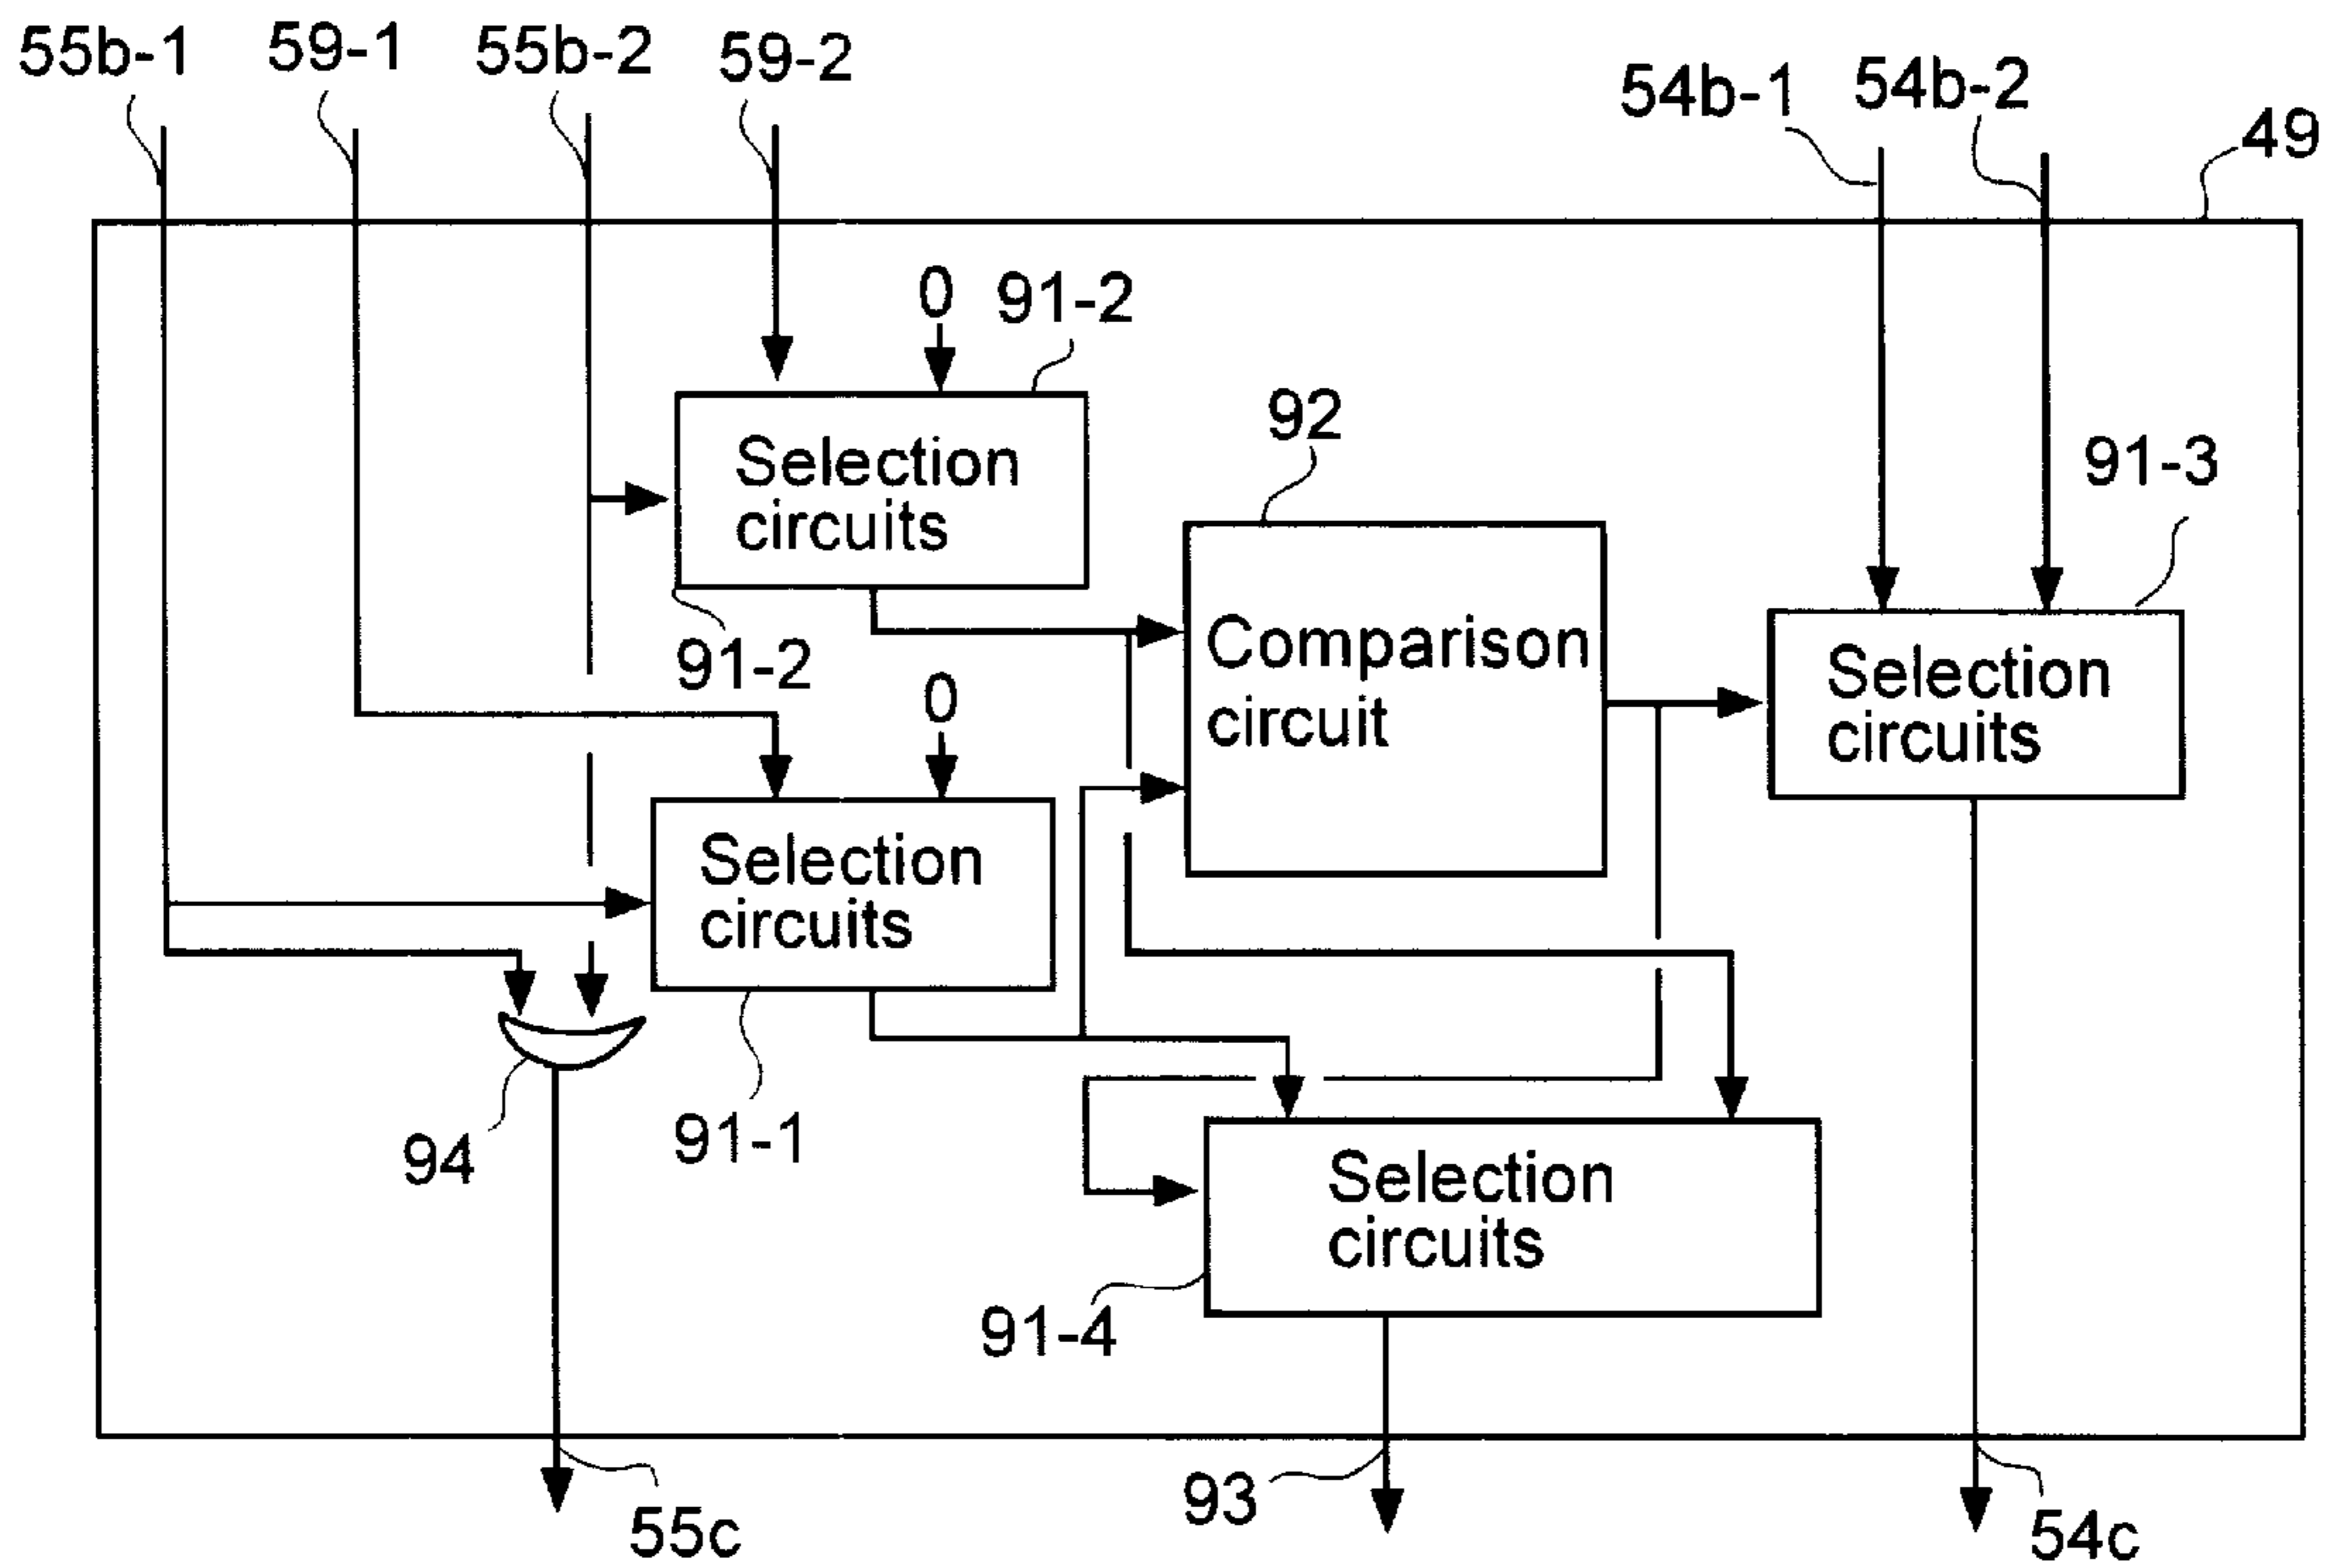 55b-1
59-1
55b-2
59-2
54b-1
54b-2
49
0
91-2
Selection
circuits
91-2
92
Comparison
circuit
91-3
Selection
circuits
0
Selection
circuits
91-1
94
Selection
circuits
91-4
55c
93
54c